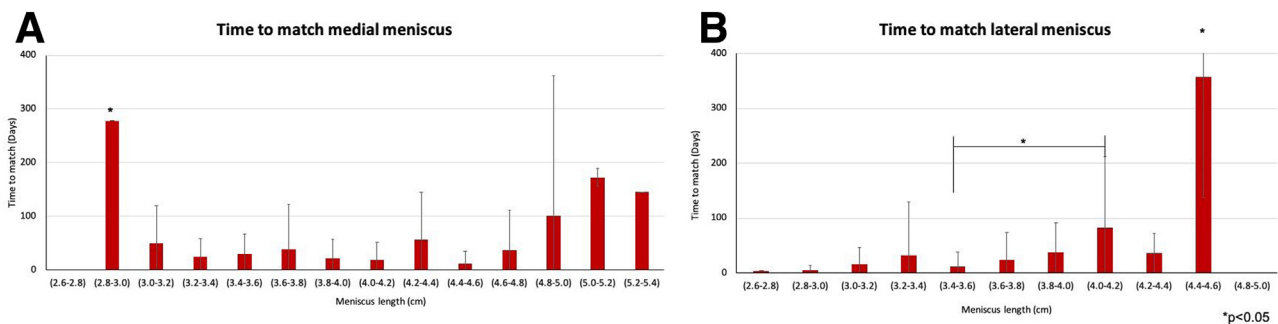 A
Time to match medial meniscus
400
300
200
100
0
Time to match (Days)
*
(2.6-2.8) (2.8-3.0) (3.0-3.2) (3.2-3.4) (3.4-3.6) (3.6-3.8) (3.8-4.0) (4.0-4.2) (4.2-4.4) (4.4-4.6) (4.6-4.8) (4.8-5.0) (5.0-5.2) (5.2-5.4)
Meniscus length (cm)
B
Time to match lateral meniscus
*
400
300
200
100
0
Time to match (Days)
*
(2.6-2.8) (2.8-3.0) (3.0-3.2) (3.2-3.4) (3.4-3.6) (3.6-3.8) (3.8-4.0) (4.0-4.2) (4.2-4.4) (4.4-4.6) (4.8-5.0)
Meniscus length (cm)
*p<0.05